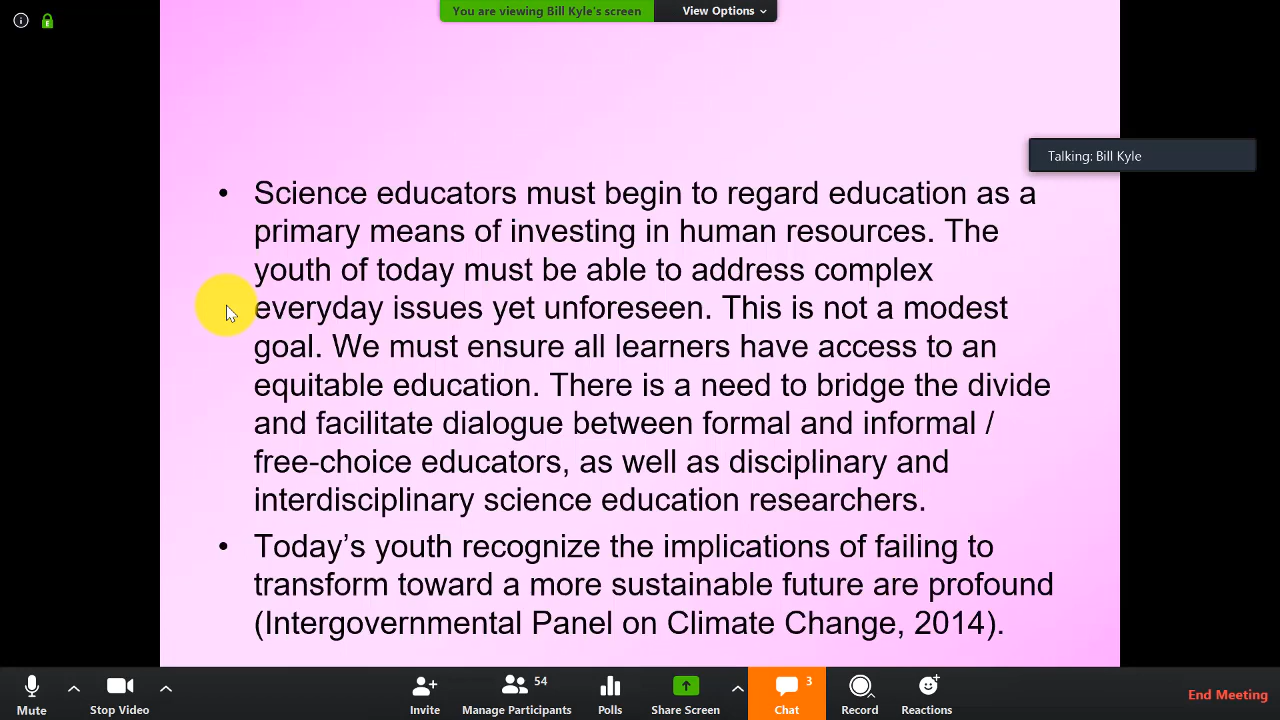 You are viewing Bill Kyle's screen
View Options
Talking: Bill Kyle
• Science educators must begin to regard education as a
primary means of investing in human resources. The
youth of today must be able to address complex
everyday issues yet unforeseen. This is not a modest
goal. We must ensure all learners have access to an
equitable education. There is a need to bridge the divide
and facilitate dialogue between formal and informal /
free-choice educators, as well as disciplinary and
interdisciplinary science education researchers.
• Today’s youth recognize the implications of failing to
transform toward a more sustainable future are profound
(Intergovernmental Panel on Climate Change, 2014).
Mute
Stop Video
Invite
54
Manage Participants
Polls
Share Screen
3
Chat
Record
Reactions
End Meeting